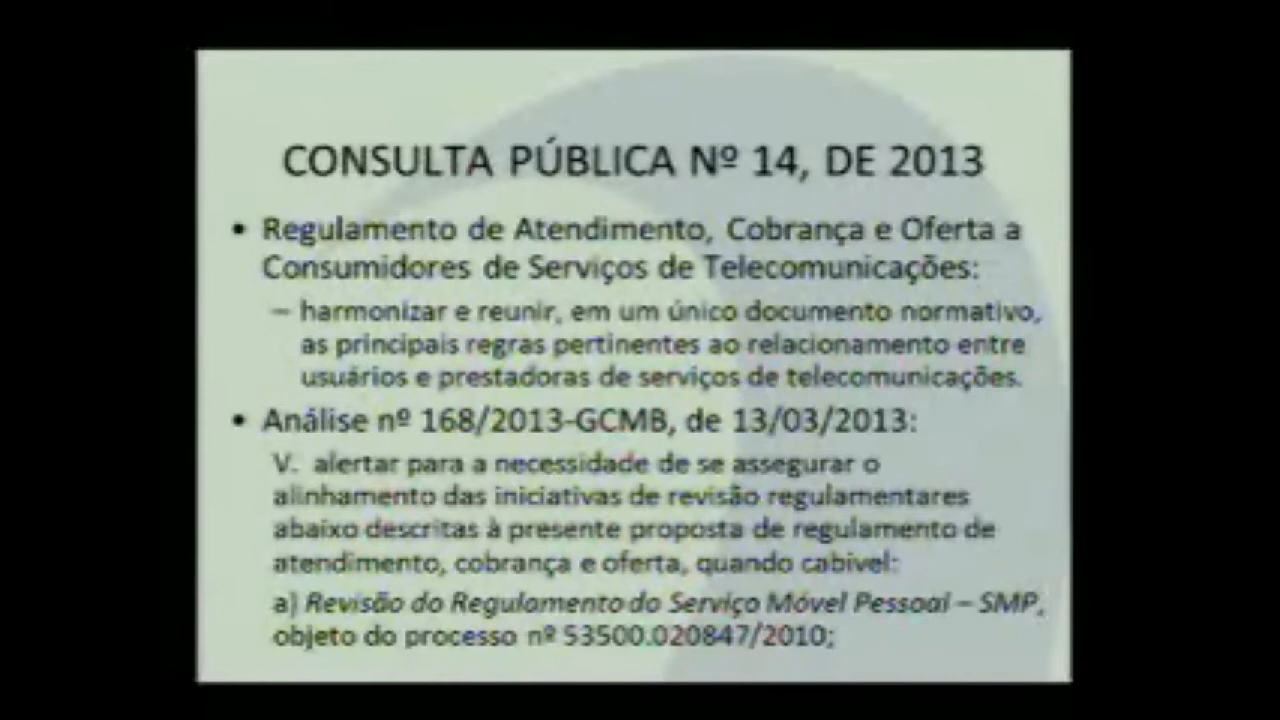 CONSULTA PÚBLICA Nº 14, DE 2013
• Regulamento de Atendimento, Cobrança e Oferta a
Consumidores de Serviços de Telecomunicações:
– harmonizar e reunir, em um único documento normativo,
as principais regras pertinentes ao relacionamento entre
usuários e prestadoras de serviços de telecomunicações.
• Análise nº 168/2013-GCMB, de 13/03/2013:
V. alertar para a necessidade de se assegurar o
alinhamento das iniciativas de revisão regulamentares
abaixo descritas à presente proposta de regulamento de
atendimento, cobrança e oferta, quando cabível:
a) Revisão do Regulamento do Serviço Móvel Pessoal – SMP,
objeto do processo nº 53500.020847/2010;